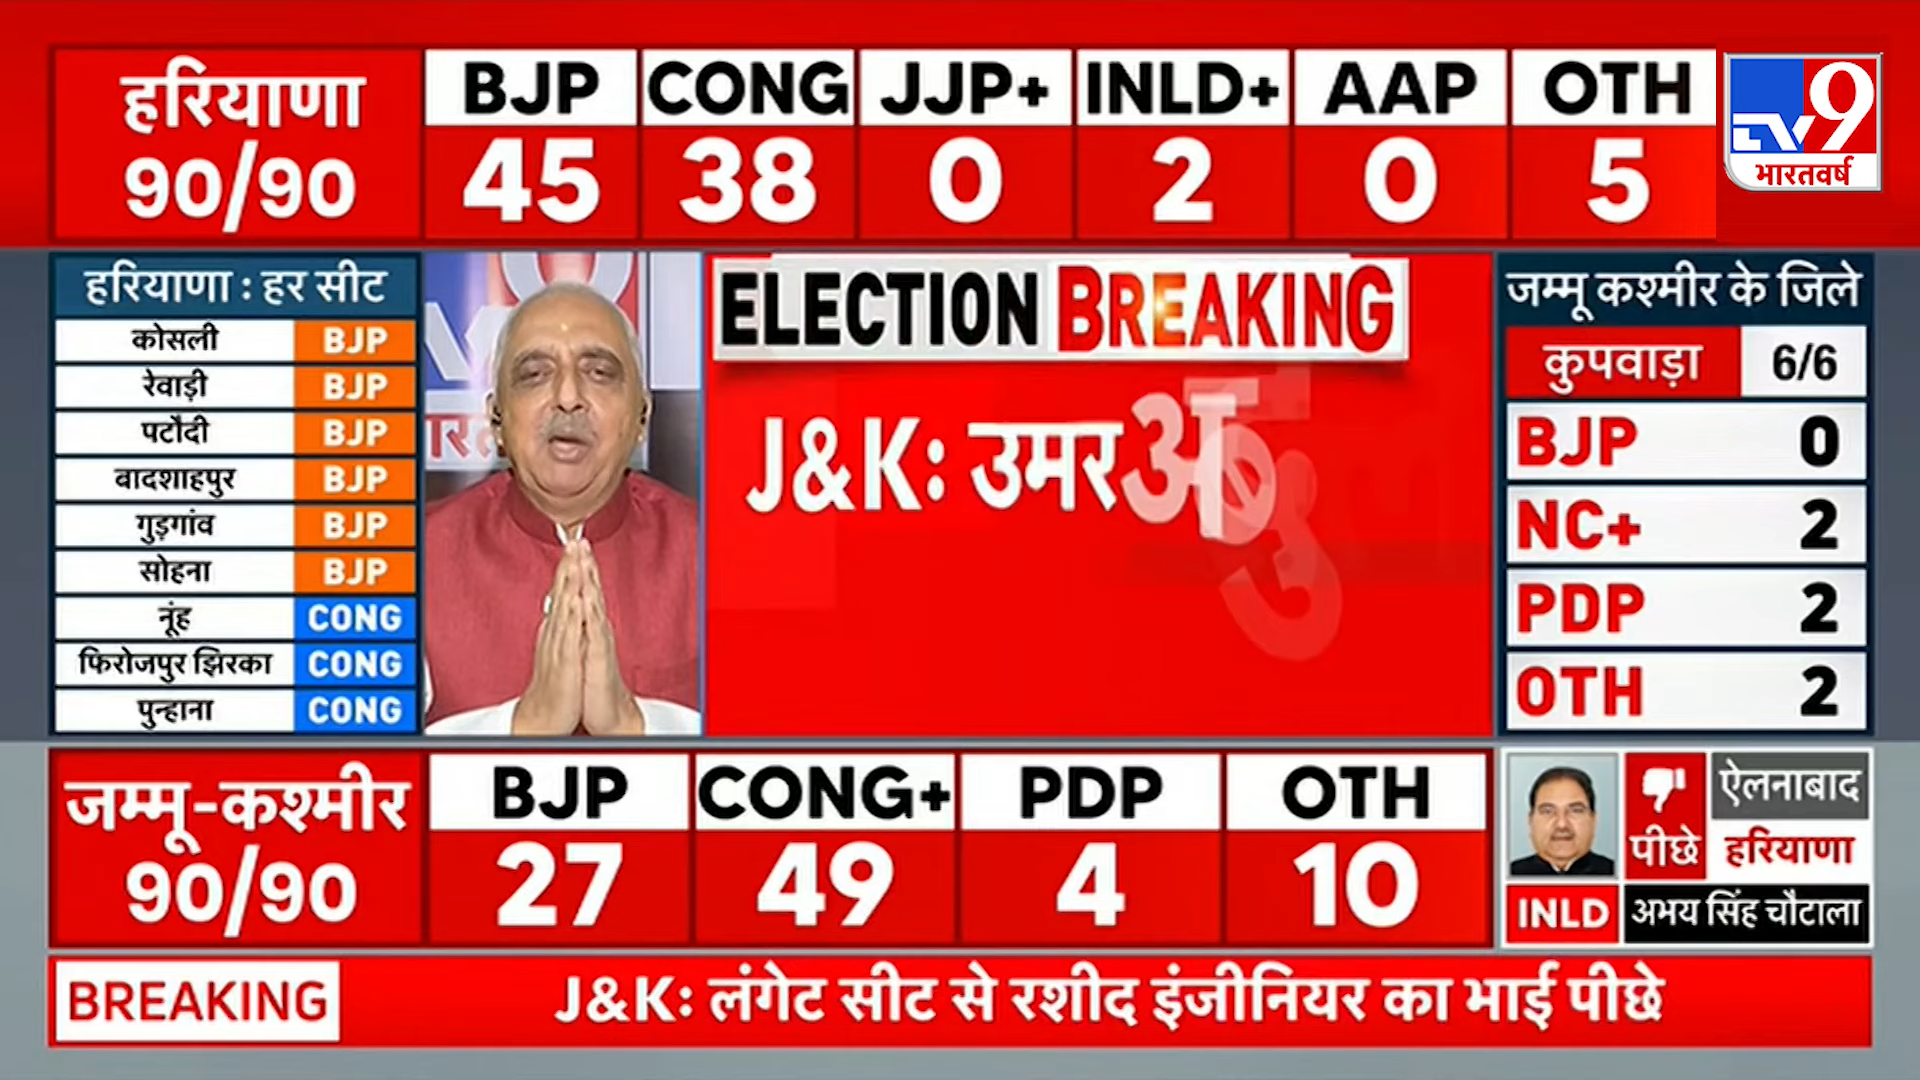 हरियाणा
90/90
BJP CONG JJP+ INLD+ AAP OTH
45 38 0 2 0 5
TV9
भारतवर्ष
हरियाणा : हर सीट
कोसली BJP
रेवाड़ी BJP
पटौदी BJP
बादशाहपुर BJP
गुड़गांव BJP
सोहना BJP
नूंह CONG
फिरोजपुर झिरका CONG
पुन्हाना CONG
ELECTION BREAKING
J&K: उमर
जम्मू कश्मीर के जिले
कुपवाड़ा 6/6
BJP 0
NC+ 2
PDP 2
OTH 2
जम्मू-कश्मीर
90/90
BJP CONG+ PDP OTH
27 49 4 10
ऐलनाबाद
पीछे हरियाणा
INLD अभय सिंह चौटाला
BREAKING J&K: लंगेट सीट से रशीद इंजीनियर का भाई पीछे